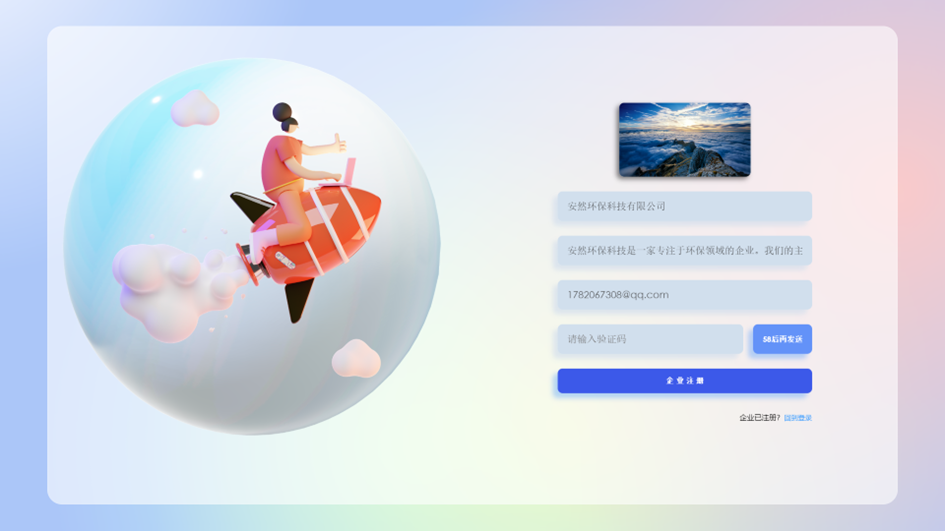 安然环保科技有限公司
安然环保科技是一家专注于环保领域的企业。我们的主
1782067308@qq.com
请输入验证码
58后再发送
企业注册
企业已注册? 回到登录